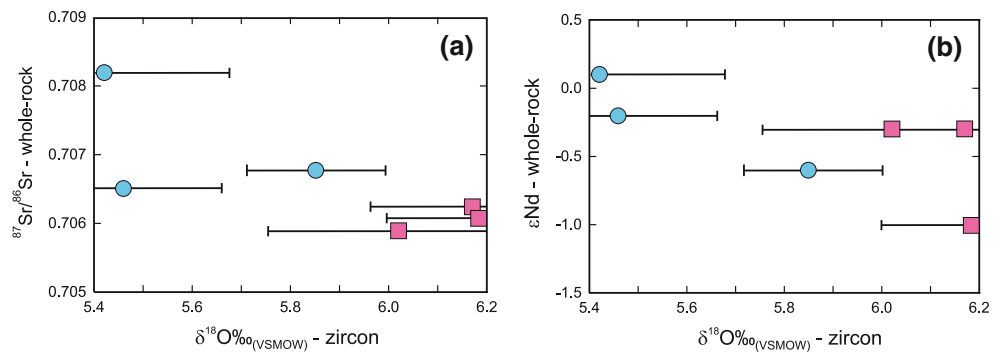 (a)
0.709
0.708
0.707
0.706
0.705
⁸⁷Sr/⁸⁶Sr - whole-rock
5.4 5.6 5.8 6.0 6.2
δ¹⁸O‰(VSMOW) - zircon
(b)
0.5
0.0
-0.5
-1.0
-1.5
εNd - whole-rock
5.4 5.6 5.8 6.0 6.2
δ¹⁸O‰(VSMOW) - zircon